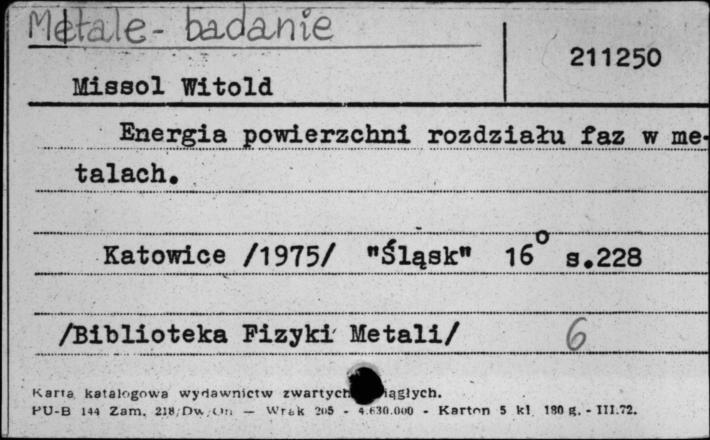 Metale - badanie
211250
Missol Witold
Energia powierzchni rozdziału faz w me-
talach.
Katowice /1975/ "Śląsk" 16° s.228
/Biblioteka Fizyki Metali/ 6
Karta katalogowa wydawnictw zwartych
PU-B 144 Zam. 218/Dw. — Wrak 205 - 4.630.000 - Karton 5 kl. 180 g. - III.72.